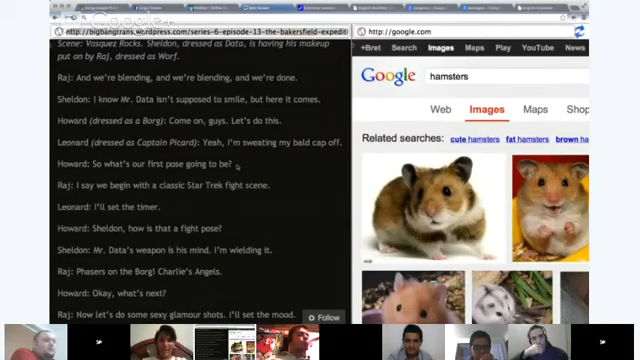 http://bigbangtrans.wordpress.com/series-6-episode-13-the-bakersfield-expediti
Scene: Vasquez Rocks. Sheldon, dressed as Data, is having his makeup
put on by Raj, dressed as Worf.
Raj: And we're blending, and we're blending, and we're done.
Sheldon: I know Mr. Data isn't supposed to smile, but here it comes.
Howard (dressed as a Borg): Come on, guys. Let's do this.
Leonard (dressed as Captain Picard): Yeah, I'm sweating my bald cap off.
Howard: So what's our first pose going to be?
Raj: I say we begin with a classic Star Trek fight scene.
Leonard: I'll set the timer.
Howard: Sheldon, how is that a fight pose?
Sheldon: Mr. Data's weapon is his mind. I'm wielding it.
Raj: Phasers on the Borg! Charlie's Angels.
Howard: Okay, what's next?
Raj: Now let's do some sexy glamour shots. I'll set the mood.
Follow
http://google.com
+Bret Search Images Maps Play YouTube News
Google
hamsters
Web Images Maps Shop
Related searches: cute hamsters fat hamsters brown